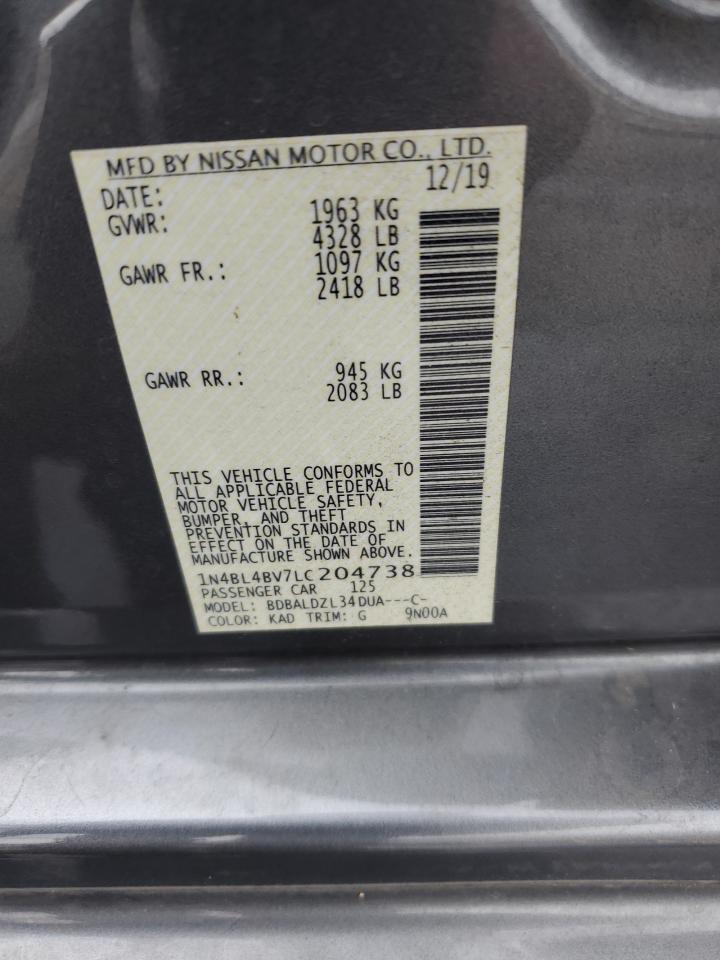 MFD BY NISSAN MOTOR CO., LTD.
DATE: 12/19
GVWR: 1963 KG
4328 LB
GAWR FR.: 1097 KG
2418 LB
GAWR RR.: 945 KG
2083 LB
THIS VEHICLE CONFORMS TO
ALL APPLICABLE FEDERAL
MOTOR VEHICLE SAFETY,
BUMPER, AND THEFT
PREVENTION STANDARDS IN
EFFECT ON THE DATE OF
MANUFACTURE SHOWN ABOVE.
1N4BL4BV7LC204738
PASSENGER CAR 125
MODEL: BDBALDZL34DUA---C-
COLOR: KAD TRIM: G 9N00A